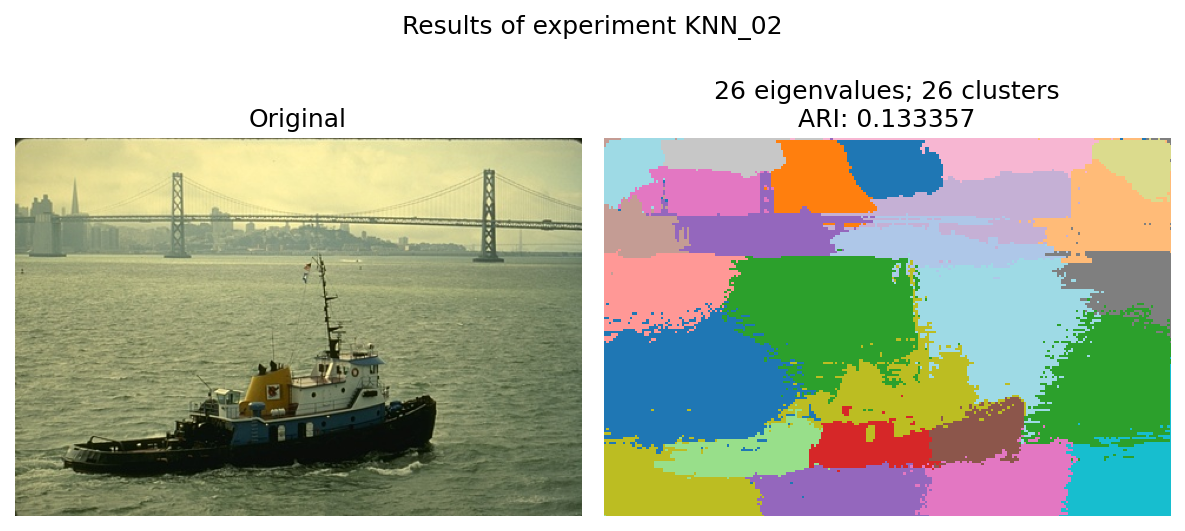 Results of experiment KNN_02
Original
26 eigenvalues; 26 clusters
ARI: 0.133357